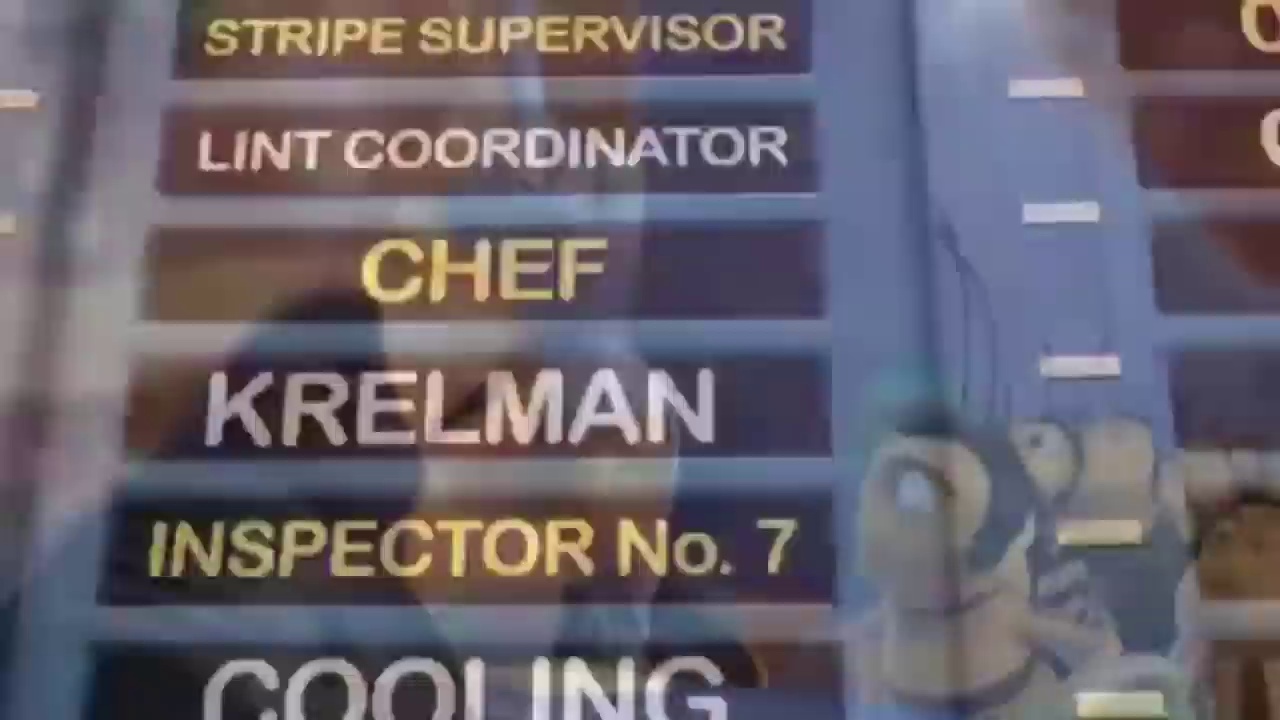 STRIPE SUPERVISOR
LINT COORDINATOR
CHEF
KRELMAN
INSPECTOR No. 7
COOLING